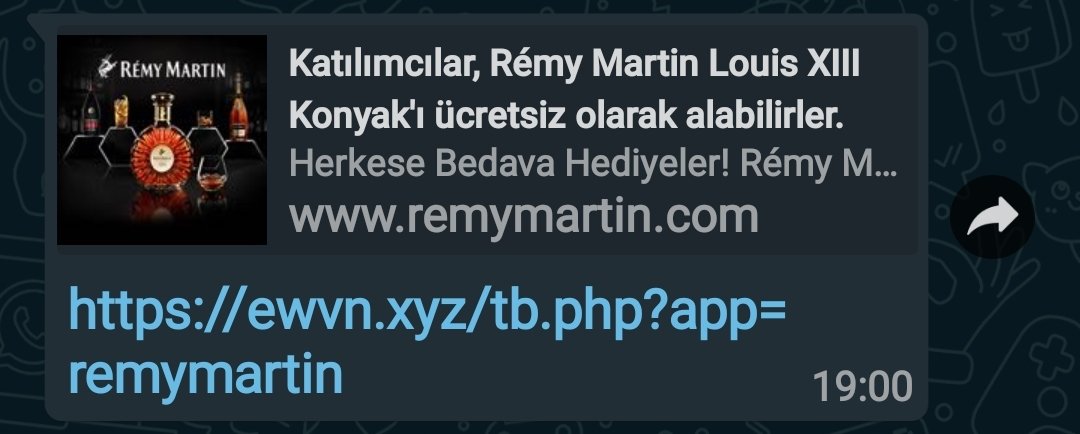 RÉMY MARTIN
Katılımcılar, Rémy Martin Louis XIII
Konyak'ı ücretsiz olarak alabilirler.
Herkese Bedava Hediyeler! Rémy M...
www.remymartin.com
https://ewvn.xyz/tb.php?app=
remymartin
19:00